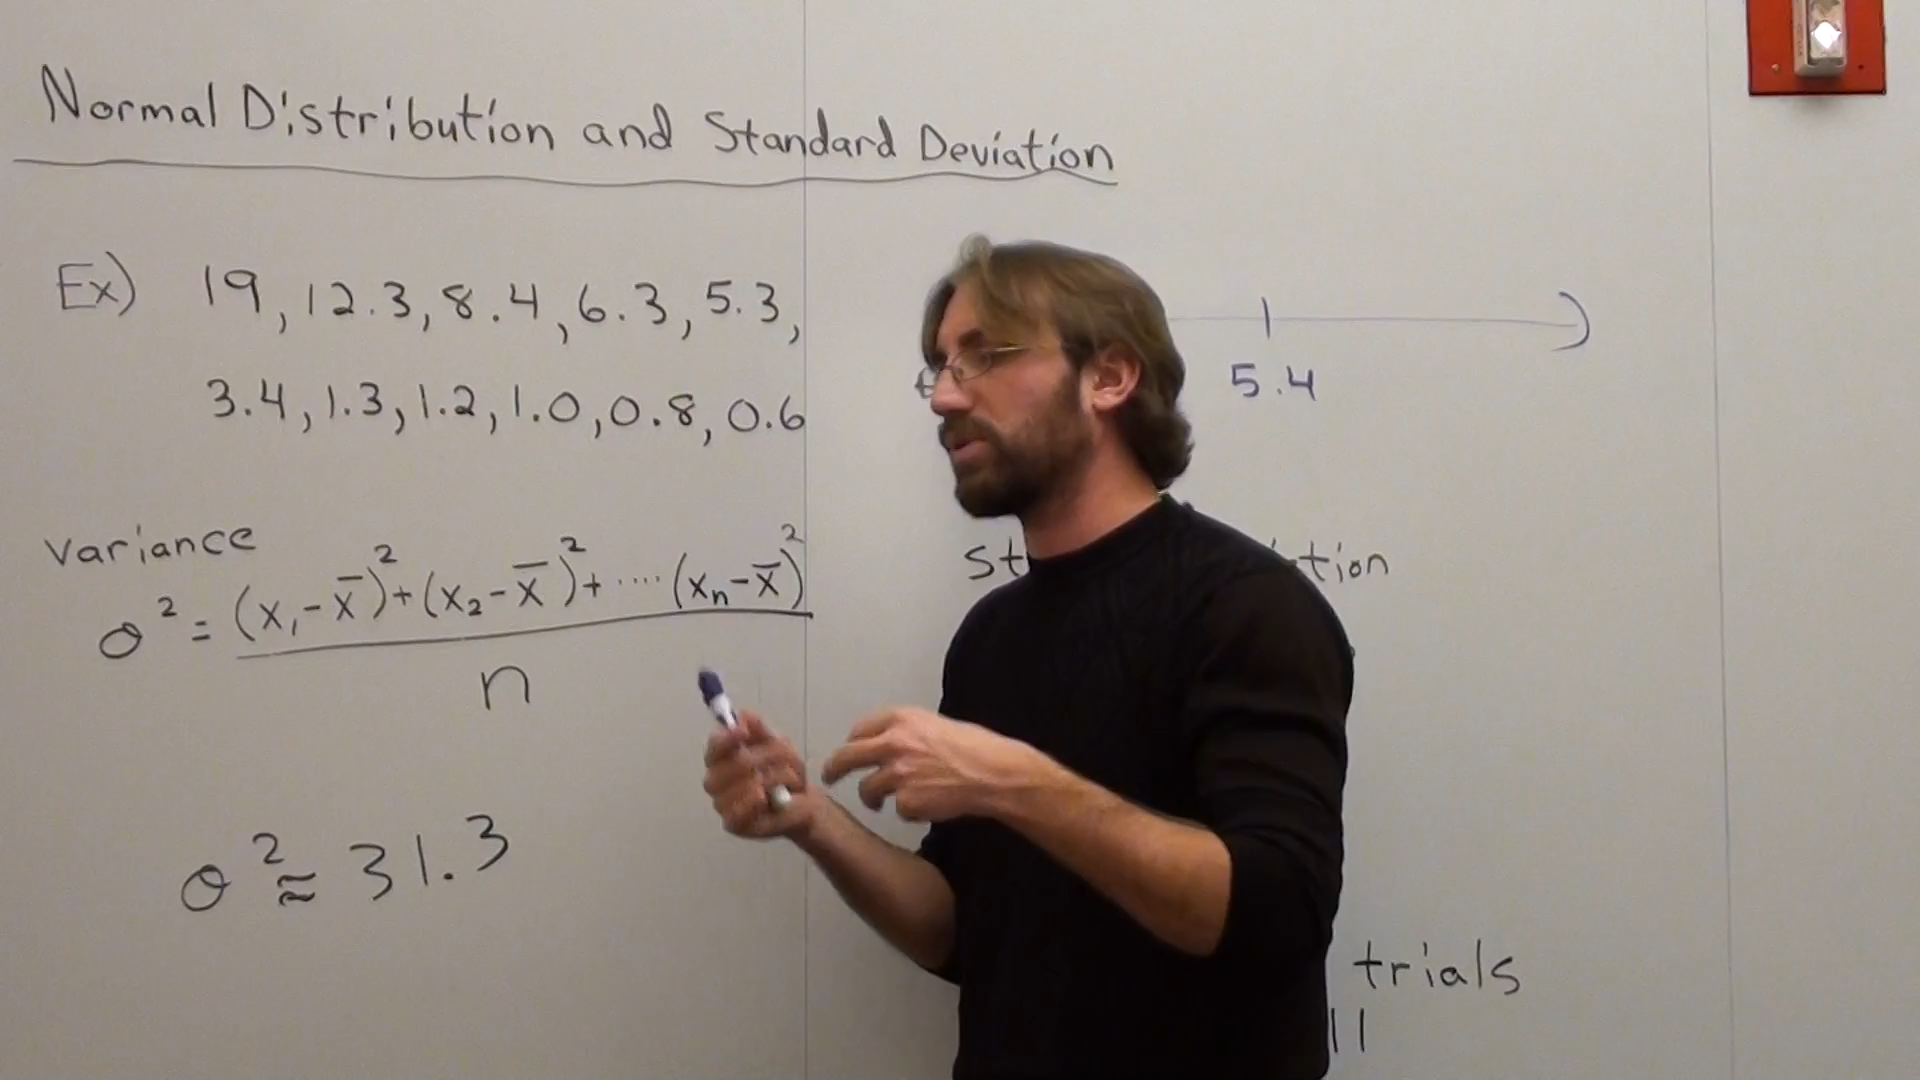 Normal Distribution and Standard Deviation
Ex) 19, 12.3, 8.4, 6.3, 5.3,
3.4, 1.3, 1.2, 1.0, 0.8, 0.6
5.4
variance
σ² = (x₁-x̄)²+(x₂-x̄)²+ ····(xₙ-x̄)²
n
σ² ≈ 31.3
trials
11